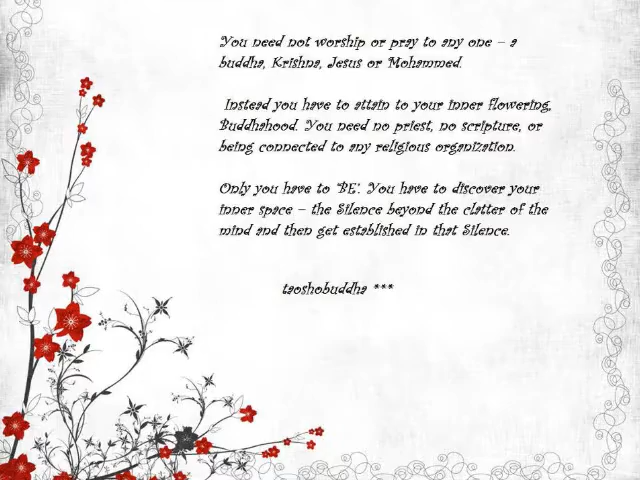 You need not worship or pray to any one – a
buddha, Krishna, Jesus or Mohammed.
Instead you have to attain to your inner flowering,
Buddhahood. You need no priest, no scripture, or
being connected to any religious organization.
Only you have to 'BE'. You have to discover your
inner space – the Silence beyond the clatter of the
mind and then get established in that Silence.
taoshobuddha ***